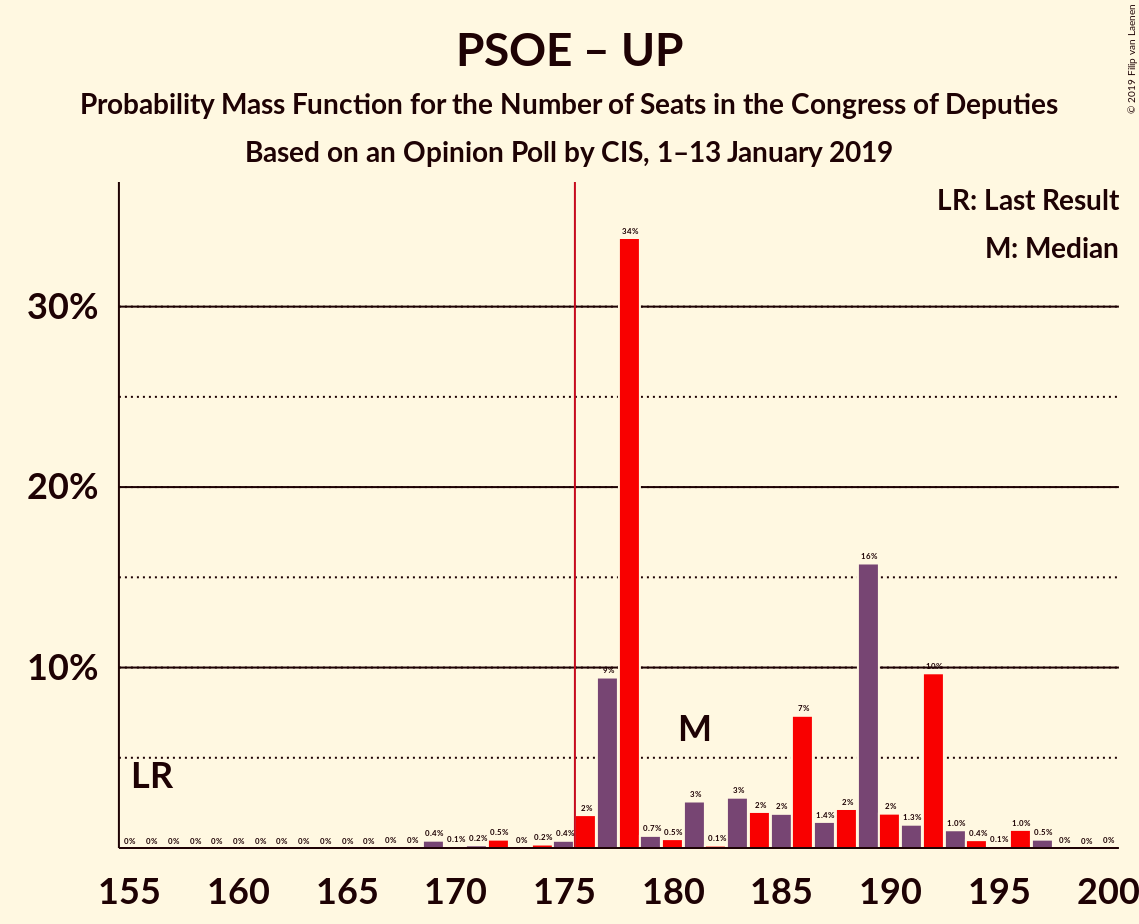 PSOE – UP
Probability Mass Function for the Number of Seats in the Congress of Deputies
Based on an Opinion Poll by CIS, 1–13 January 2019
© 2019 Filip van Laenen
LR: Last Result
M: Median
30%
20%
10%
LR
M
0% 0% 0% 0% 0% 0% 0% 0% 0% 0% 0% 0% 0% 0% 0.4% 0.1% 0.2% 0.5% 0% 0.2% 0.4% 2% 9% 34% 0.7% 0.5% 3% 0.1% 3% 2% 2% 7% 1.4% 2% 16% 2% 1.3% 10% 1.0% 0.4% 0.1% 1.0% 0.5% 0% 0% 0%
155 160 165 170 175 180 185 190 195 200